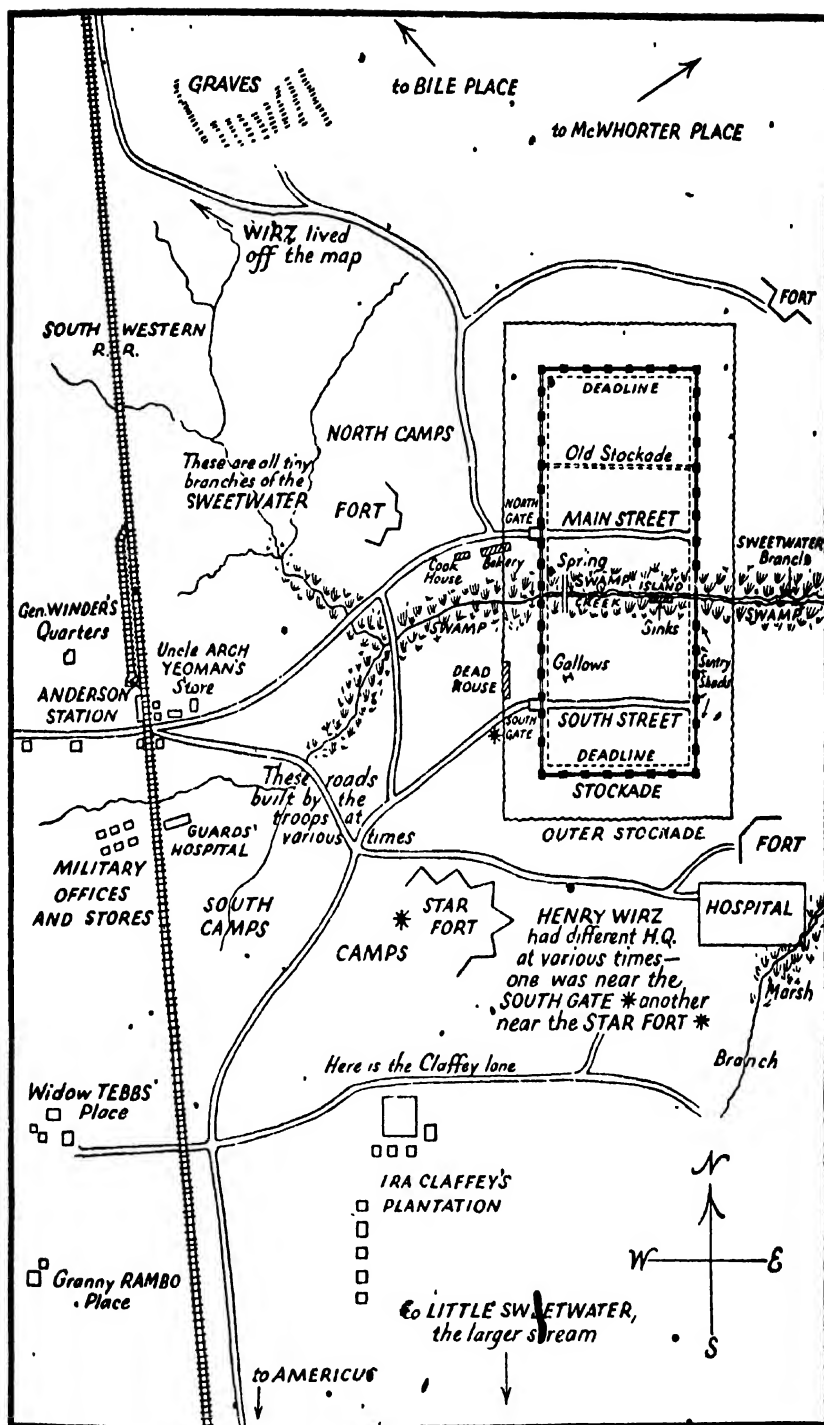 GRAVES
to BILE PLACE
to McWHORTER PLACE
WIRZ lived
off the map
FORT
SOUTH WESTERN
R. R.
DEADLINE
NORTH CAMPS
Old Stockade
These are all tiny
branches of the
SWEETWATER
FORT
NORTH
GATE
MAIN STREET
Cook
House
Bakery
Spring
SWAMP
ISLAND
CREEK
Sinks
SWEETWATER
Branch
SWAMP
SWAMP
Gen. WINDER'S
Quarters
Uncle ARCH
YEOMAN'S
Store
ANDERSON
STATION
DEAD
HOUSE
Gallows
Sentry
Shacks
SOUTH
GATE
SOUTH STREET
DEADLINE
STOCKADE
OUTER STOCKADE
These roads
built by the
troops at
various times
GUARDS'
HOSPITAL
MILITARY
OFFICES
AND STORES
SOUTH
CAMPS
FORT
STAR
FORT
CAMPS
HOSPITAL
HENRY WIRZ
had different H.Q.
at various times—
one was near the
SOUTH GATE * another
near the STAR FORT *
Marsh
Branch
Here is the Claffey lane
Widow TEBBS'
Place
IRA CLAFFEY'S
PLANTATION
Granny RAMBO
Place
to LITTLE SWEETWATER,
the larger stream
to AMERICUS
N
W
E
S